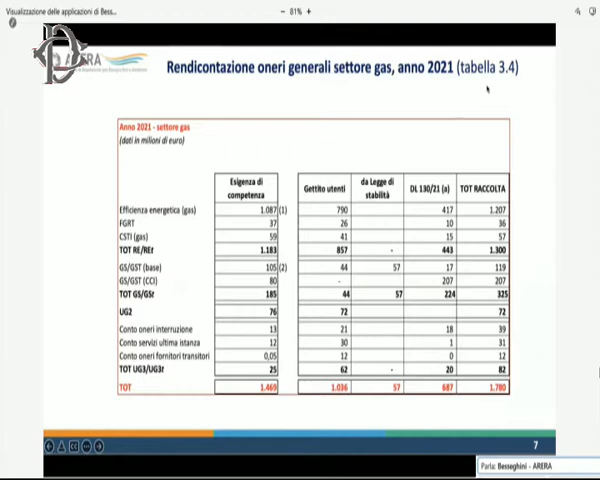 Visualizzazione delle applicazioni di Bess...
− 81% +
Rendicontazione oneri generali settore gas, anno 2021 (tabella 3.4)
Anno 2021 - settore gas
(dati in milioni di euro)
Esigenza di competenza Gettito utenti da Legge di stabilità DL 130/21 (a) TOT RACCOLTA
Efficienza energetica (gas) 1.087 (1) 790 417 1.207
FGRT 37 26 10 36
CSTI (gas) 59 41 15 57
TOT RE/REt 1.183 857 - 443 1.300
GS/GST (base) 105 (2) 44 57 17 119
GS/GST (CCI) 80 - 207 207
TOT GS/GSt 185 44 57 224 325
UG2 76 72 72
Conto oneri interruzione 13 21 18 39
Conto servizi ultima istanza 12 30 1 31
Conto oneri fornitori transitori 0,05 12 0 12
TOT UG3/UG3t 25 62 - 20 82
TOT 1.469 1.036 57 687 1.780
7
Parla: Besseghini - ARERA